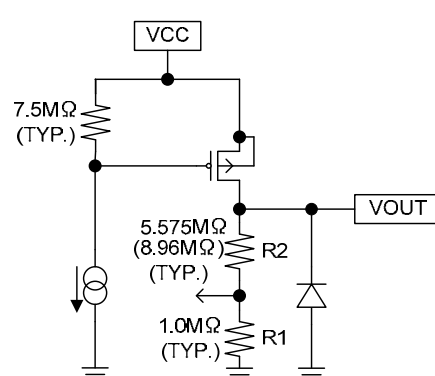 VCC
7.5MΩ
(TYP.)
VOUT
5.575MΩ
(8.96MΩ)
(TYP.)
R2
1.0MΩ
(TYP.)
R1